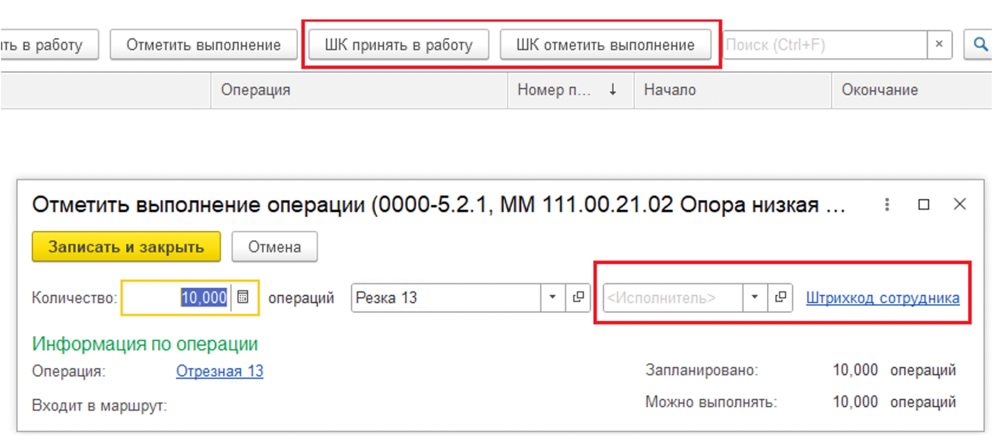 ть в работу Отметить выполнение ШК принять в работу ШК отметить выполнение Поиск (Ctrl+F) ×
Операция Номер п... ↓ Начало Окончание
Отметить выполнение операции (0000-5.2.1, ММ 111.00.21.02 Опора низкая ...
Записать и закрыть Отмена
Количество: 10,000 операций Резка 13 <Исполнитель> Штрихкод сотрудника
Информация по операции
Операция: Отрезная 13 Запланировано: 10,000 операций
Входит в маршрут: Можно выполнять: 10,000 операций